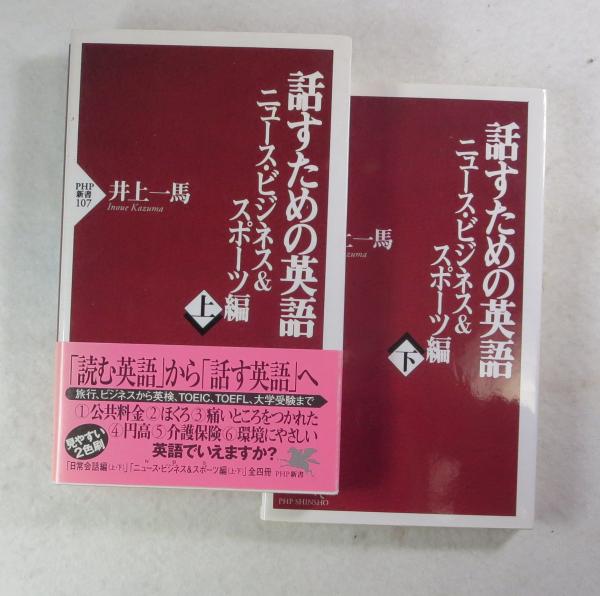 話すための英語
ニュース・ビジネス&
スポーツ編
上
PHP
新書
107
井上一馬
Inoue Kazuma
「読む英語」から「話す英語」へ
旅行、ビジネスから英検、TOEIC、TOEFL、大学受験まで
①公共料金②ほくろ③痛いところをつかれた
④円高⑤介護保険⑥環境にやさしい
英語でいえますか?
見やすい
2色刷
「日常会話編(上・下)」「ニュース・ビジネス&スポーツ編(上・下)」全四冊
PHP新書
話すための英語
ニュース・ビジネス&
スポーツ編
下
一馬
zuma
PHP SHINSHO